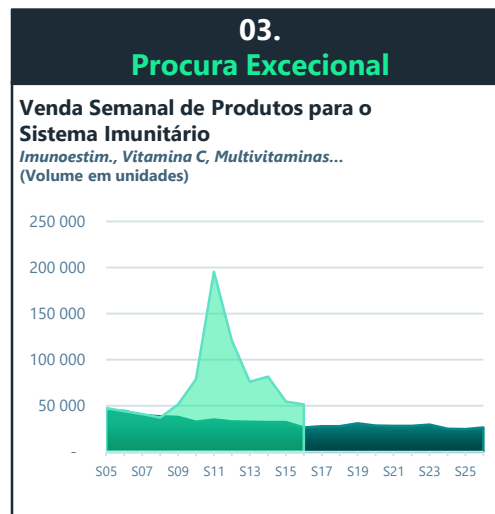 03.
Procura Excecional
Venda Semanal de Produtos para o
Sistema Imunitário
Imunoestim., Vitamina C, Multivitaminas...
(Volume em unidades)
250 000
200 000
150 000
100 000
50 000
-
S05 S07 S09 S11 S13 S15 S17 S19 S21 S23 S25